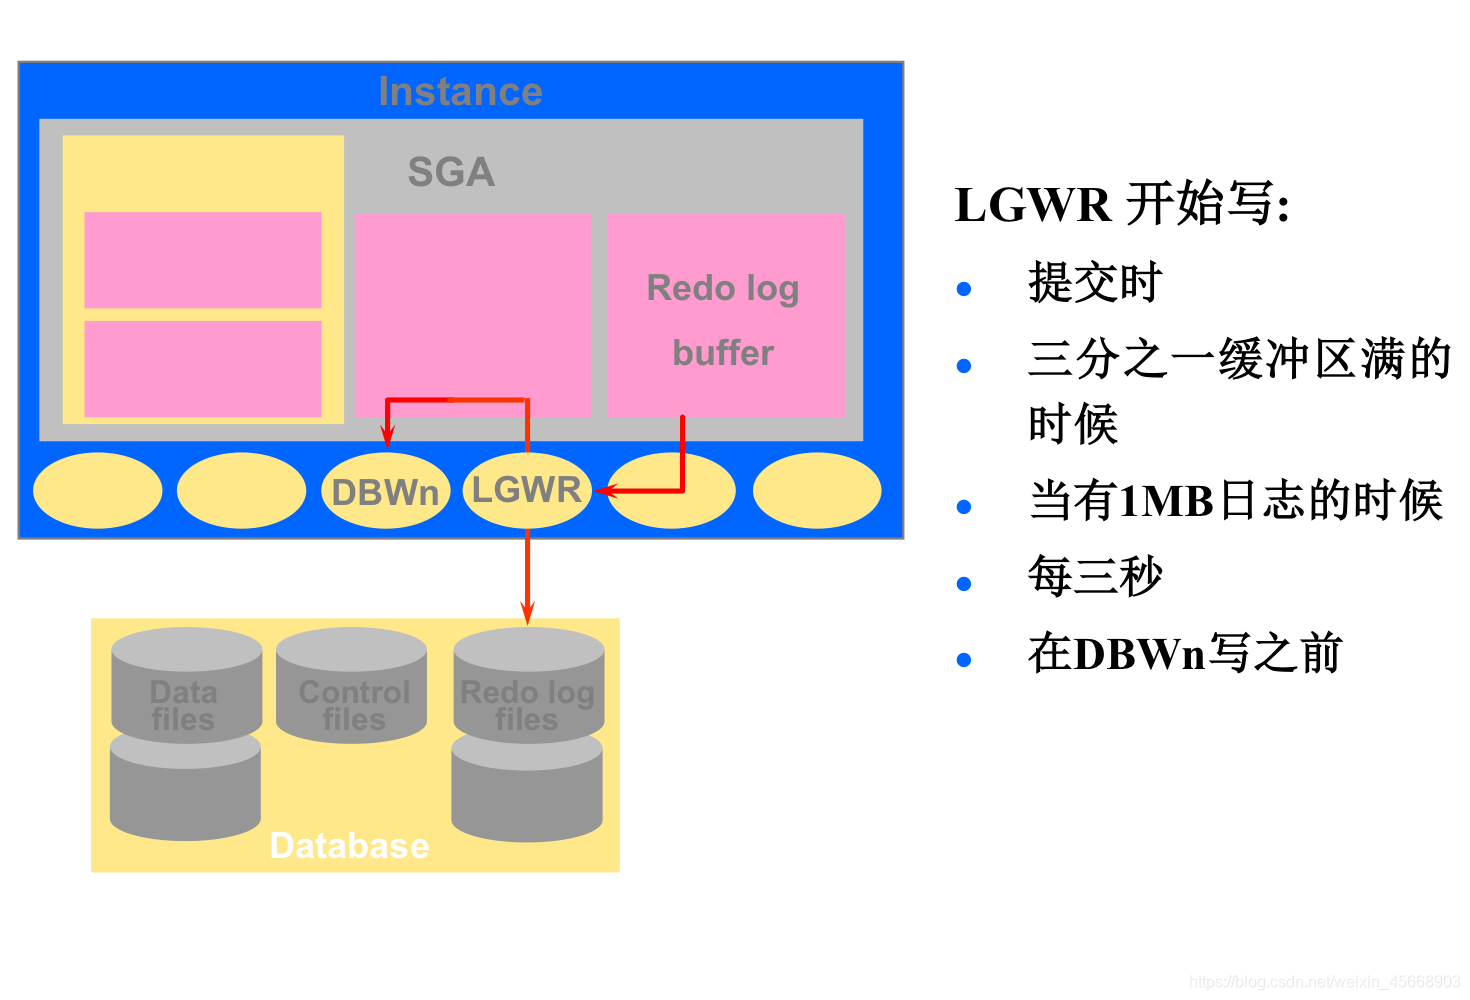 Instance
SGA
Redo log
buffer
DBWn
LGWR
Data
files
Control
files
Redo log
files
Database
LGWR 开始写:
• 提交时
• 三分之一缓冲区满的
时候
• 当有1MB日志的时候
• 每三秒
• 在DBWn写之前
https://blog.csdn.net/weixin_45668903